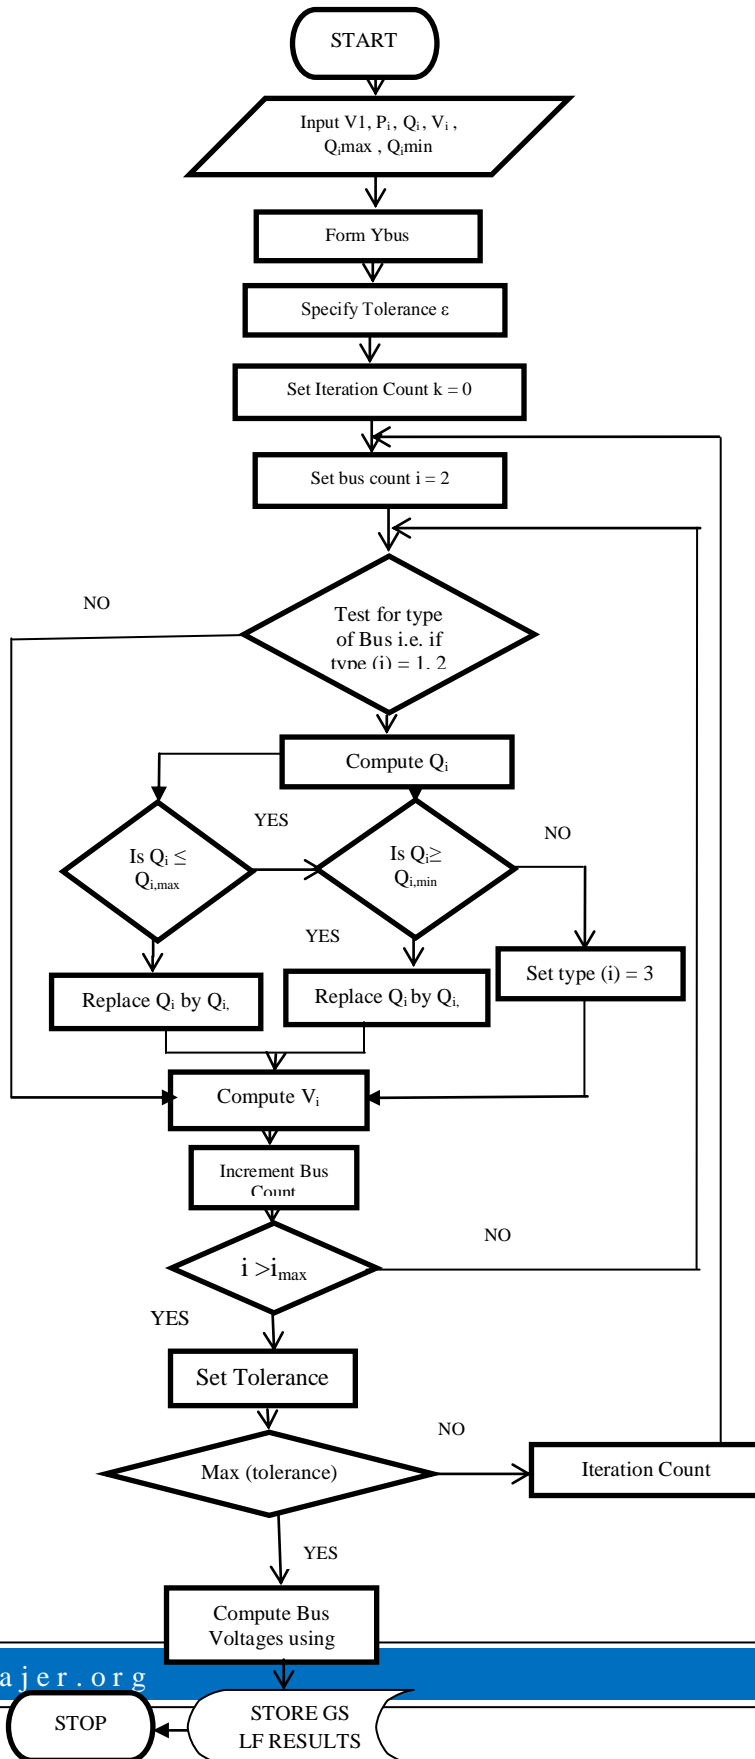 START
Input V1, Pi, Qi, Vi ,
Qimax , Qimin
Form Ybus
Specify Tolerance ε
Set Iteration Count k = 0
Set bus count i = 2
NO
Test for type
of Bus i.e. if
type (i) = 1, 2
Compute Qi
YES
NO
Is Qi ≤
Qi,max
Is Qi≥
Qi,min
YES
Replace Qi by Qi,
Replace Qi by Qi,
Set type (i) = 3
Compute Vi
Increment Bus
Count
NO
i >imax
YES
Set Tolerance
NO
Max (tolerance)
Iteration Count
YES
Compute Bus
Voltages using
ajer.org
STOP
STORE GS
LF RESULTS